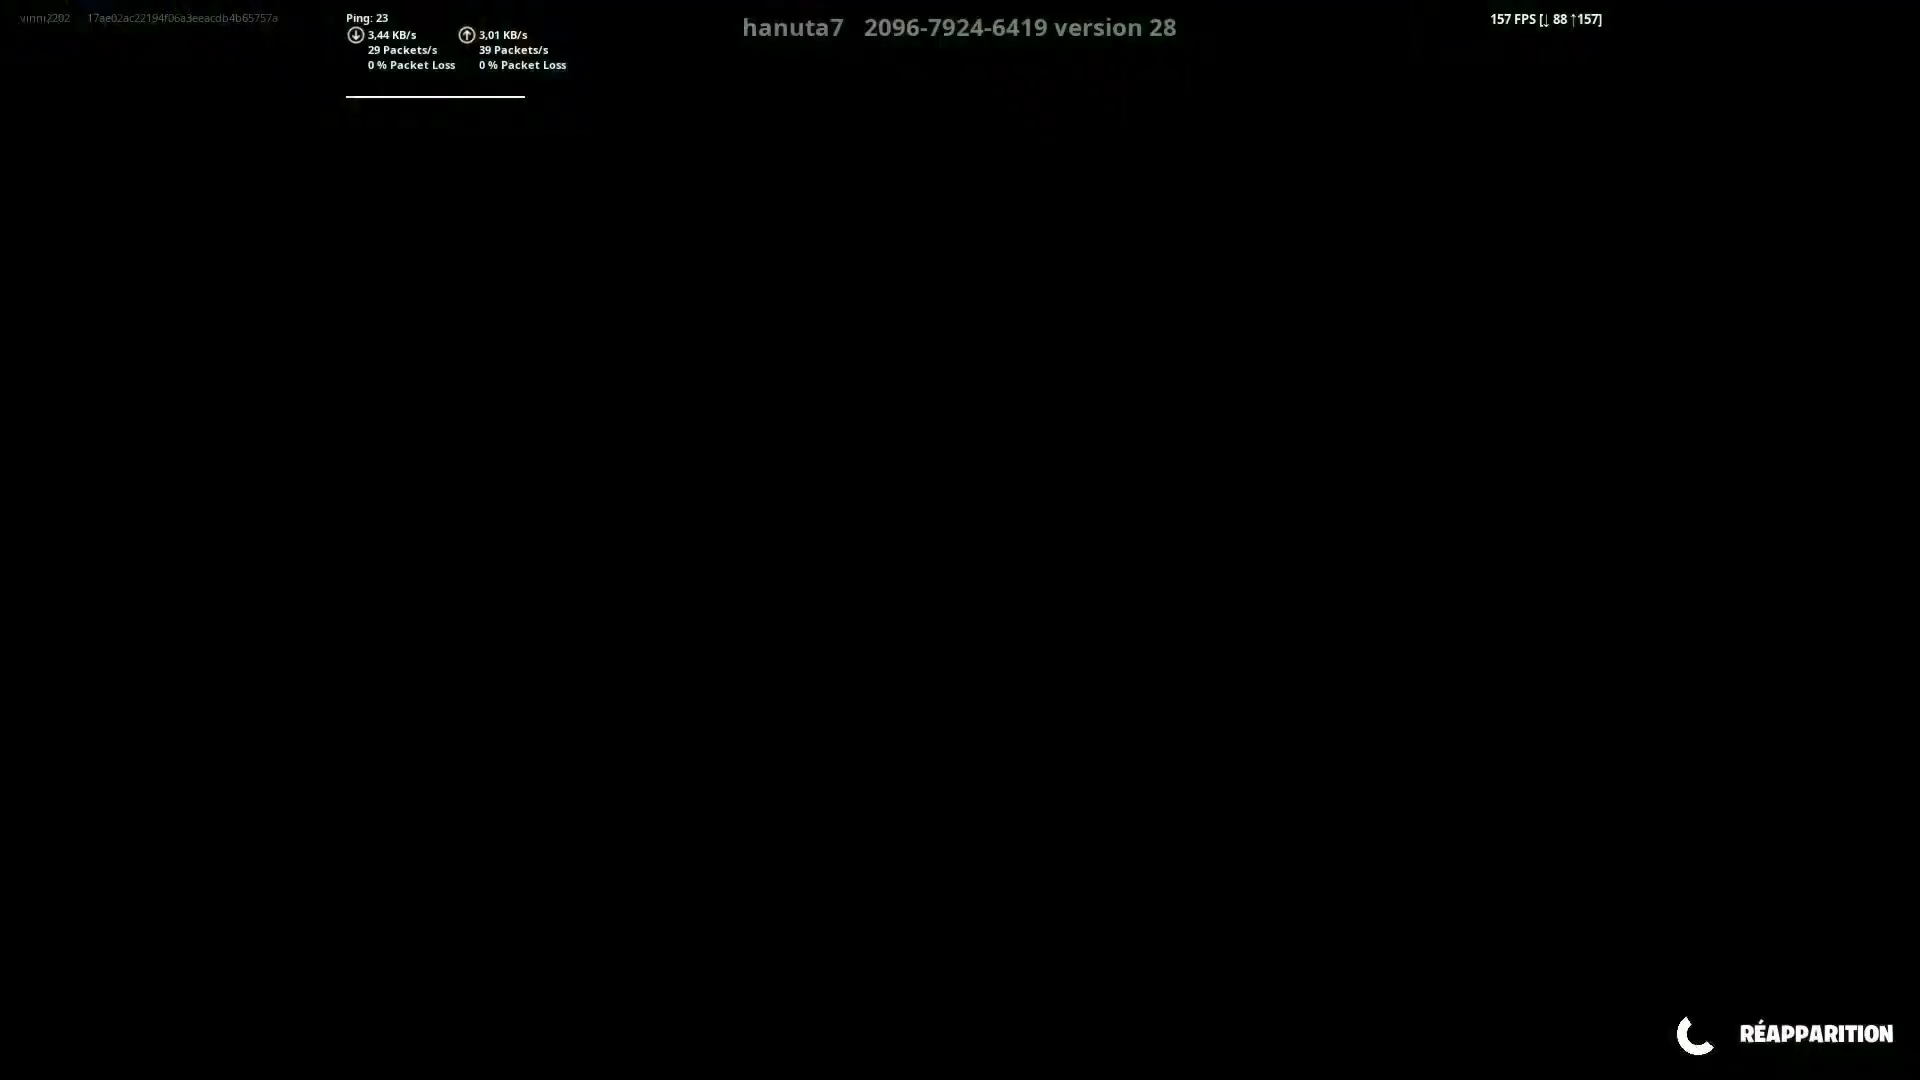 17ae02ac22194f06a3eeacdb4b65757a
Ping: 23
3,44 KB/s 3,01 KB/s
29 Packets/s 39 Packets/s
0 % Packet Loss 0 % Packet Loss
hanuta7 2096-7924-6419 version 28
157 FPS [↓ 88 ↑157]
RÉAPPARITION